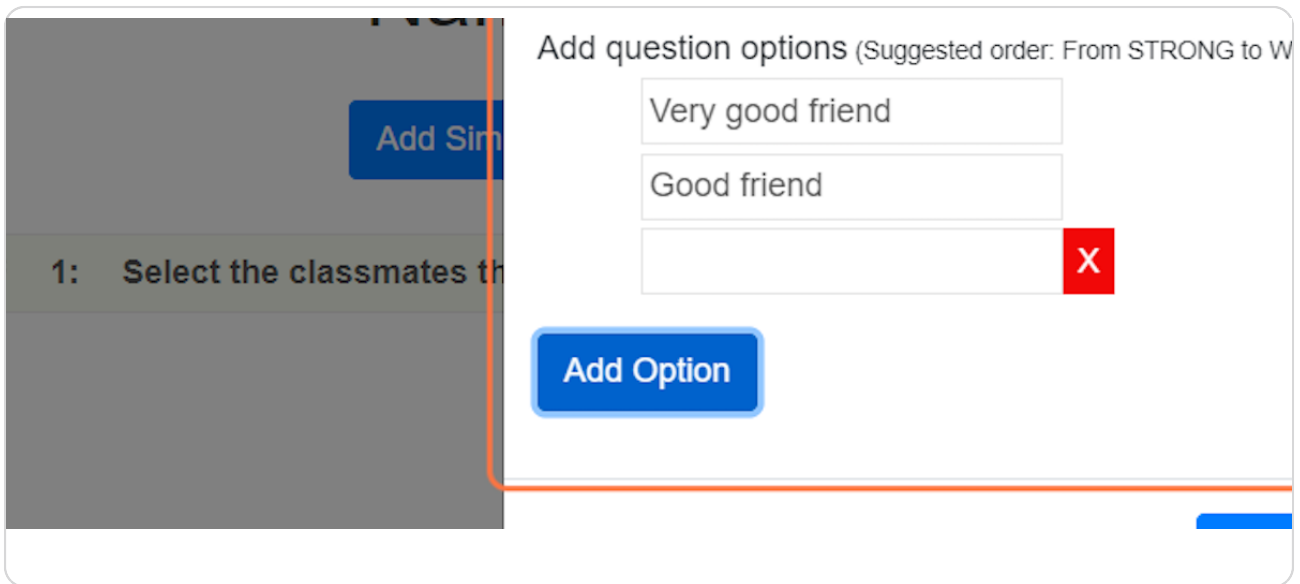 Add question options (Suggested order: From STRONG to W
Very good friend
Add Sim
Good friend
1: Select the classmates th
X
Add Option